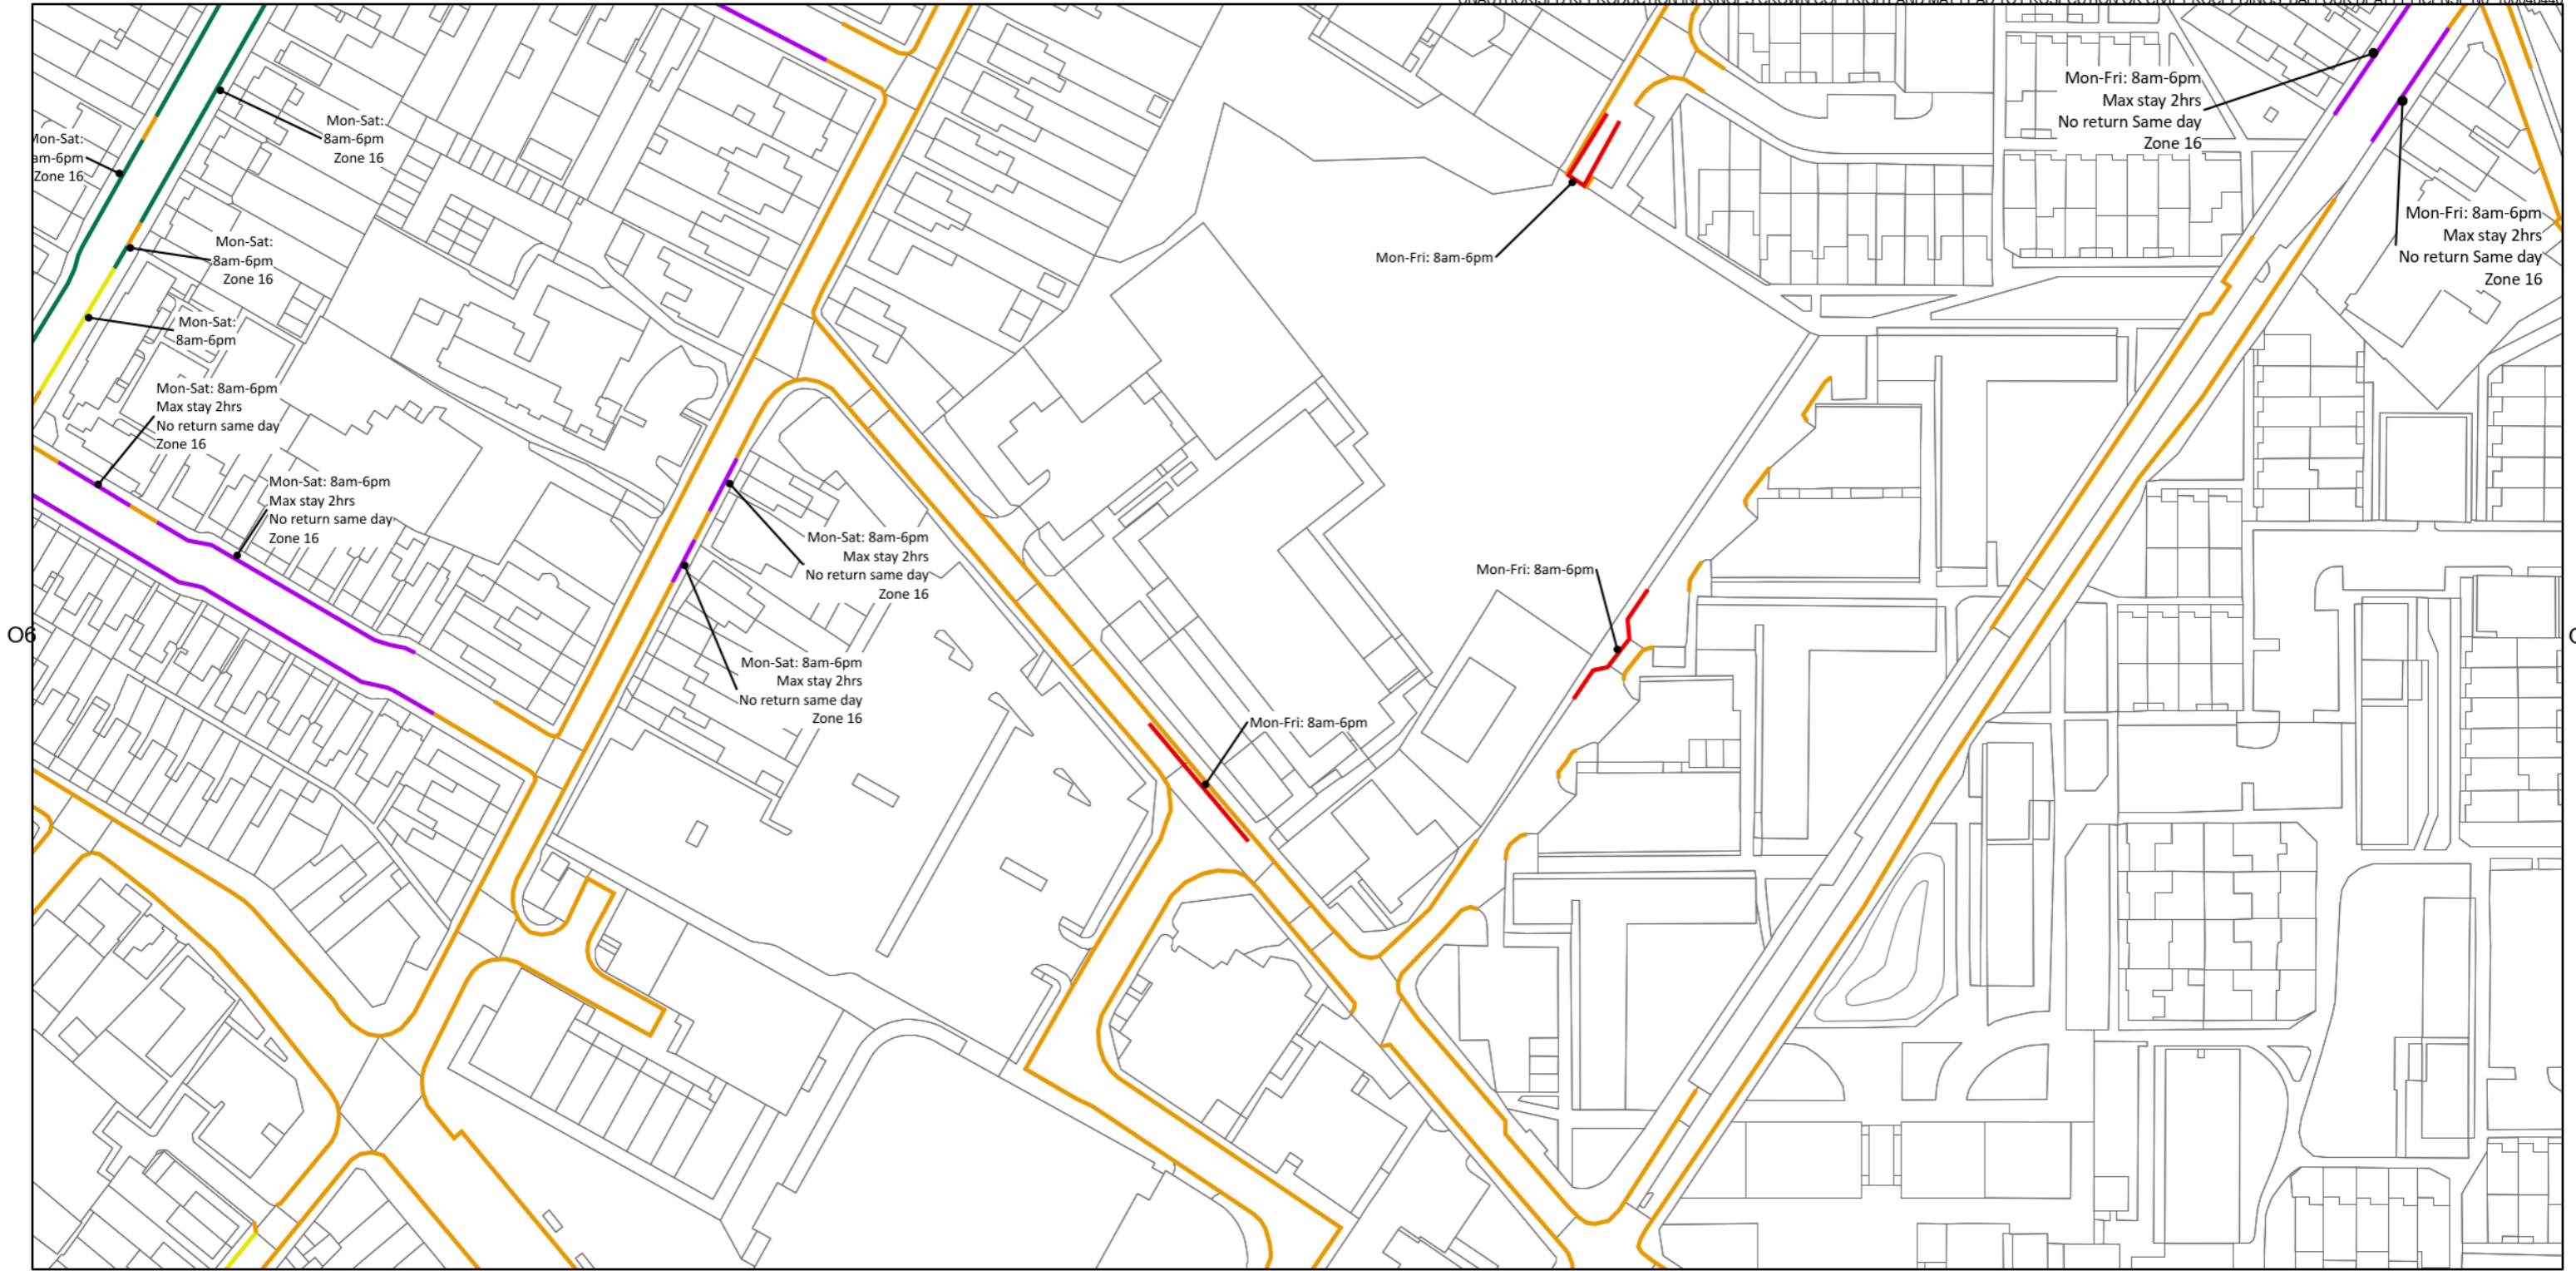 Mon-Fri: 8am-6pm
Max stay 2hrs
No return Same day
Zone 16
Mon-Sat:
8am-6pm
Zone 16
Mon-Sat:
am-6pm
Zone 16
Mon-Fri: 8am-6pm
Max stay 2hrs
No return Same day
Zone 16
Mon-Sat:
8am-6pm
Zone 16
Mon-Fri: 8am-6pm
Mon-Sat:
8am-6pm
Mon-Sat: 8am-6pm
Max stay 2hrs
No return same day
Zone 16
Mon-Sat: 8am-6pm
Max stay 2hrs
No return same day
Zone 16
Mon-Sat: 8am-6pm
Max stay 2hrs
No return same day
Zone 16
Mon-Fri: 8am-6pm
O6
Mon-Sat: 8am-6pm
Max stay 2hrs
No return same day
Zone 16
Mon-Fri: 8am-6pm